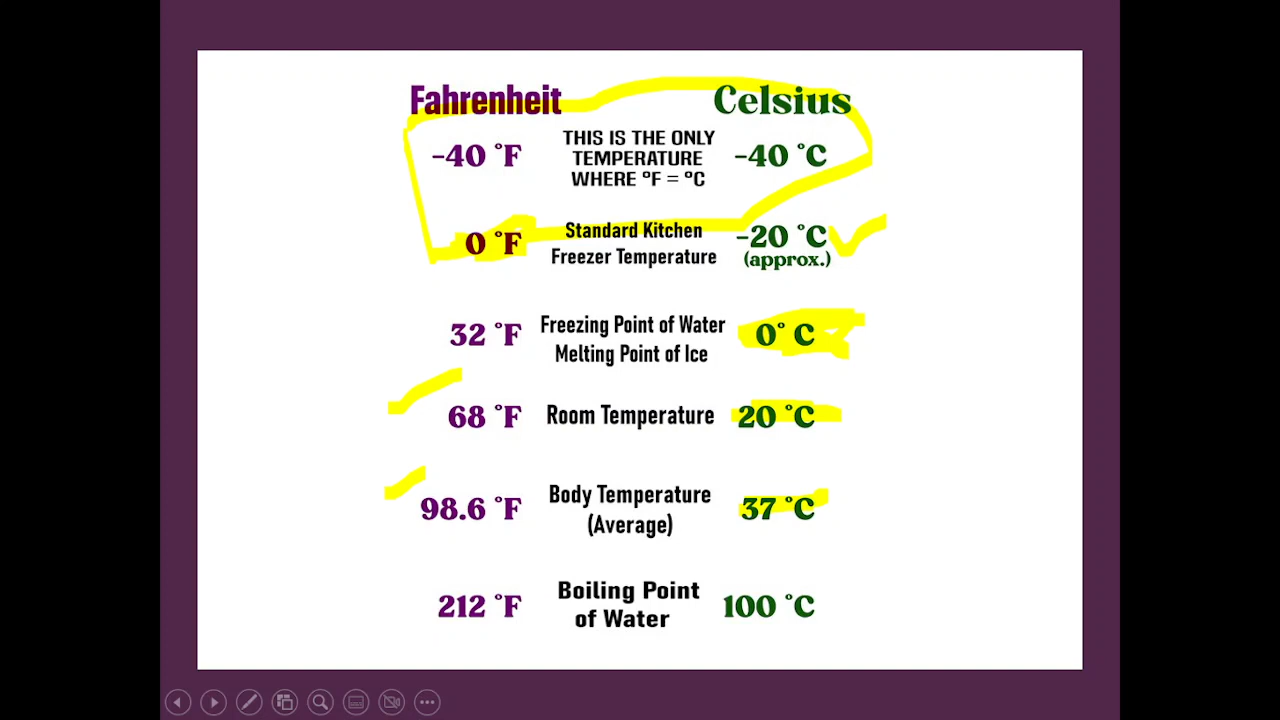 Fahrenheit Celsius
-40 °F THIS IS THE ONLY TEMPERATURE WHERE °F = °C -40 °C
0 °F Standard Kitchen Freezer Temperature -20 °C (approx.)
32 °F Freezing Point of Water Melting Point of Ice 0° C
68 °F Room Temperature 20 °C
98.6 °F Body Temperature (Average) 37 °C
212 °F Boiling Point of Water 100 °C